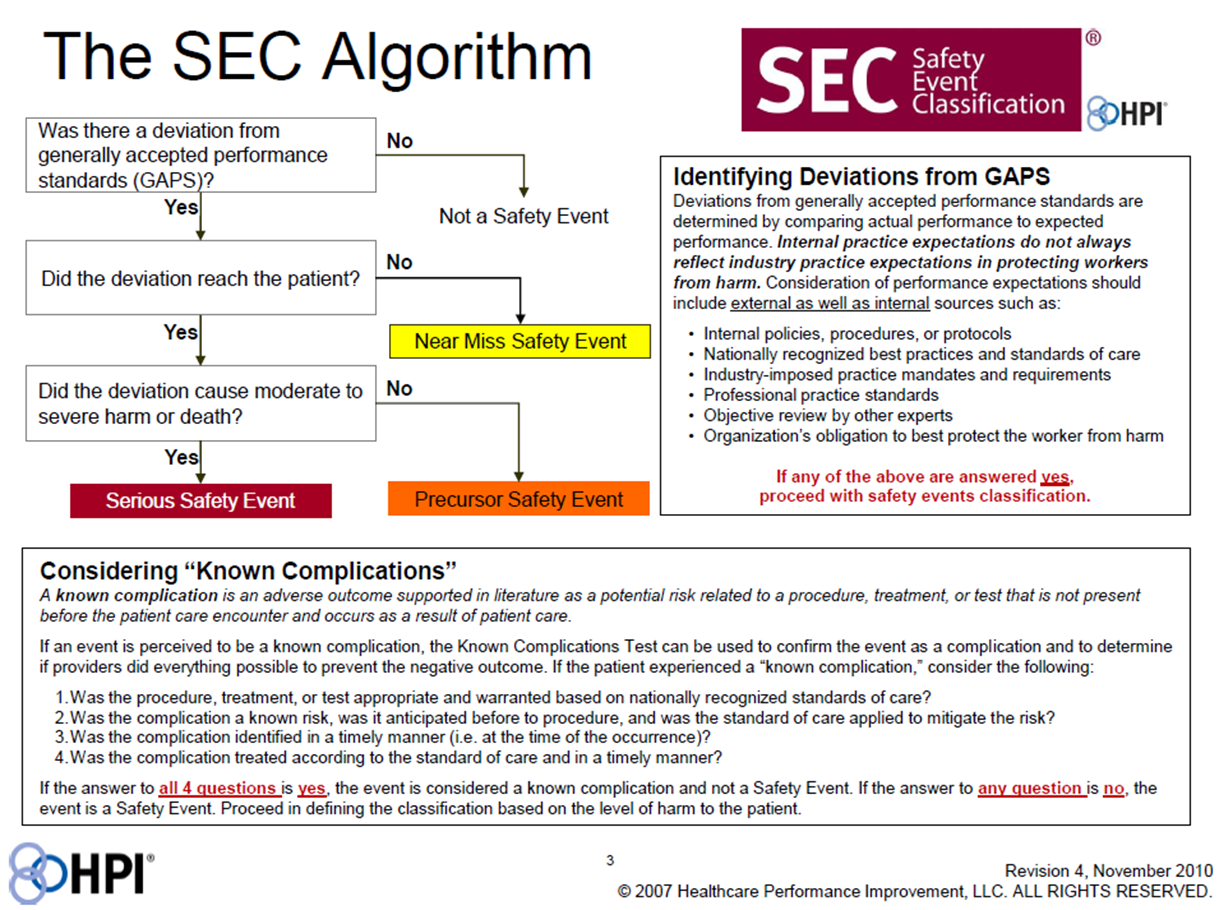 The SEC Algorithm
SEC Safety
Event
Classification
®
HPI®
Was there a deviation from
generally accepted performance
standards (GAPS)?
No
Yes
Not a Safety Event
Did the deviation reach the patient?
No
Yes
Near Miss Safety Event
Did the deviation cause moderate to
severe harm or death?
No
Yes
Serious Safety Event
Precursor Safety Event
Identifying Deviations from GAPS
Deviations from generally accepted performance standards are
determined by comparing actual performance to expected
performance. Internal practice expectations do not always
reflect industry practice expectations in protecting workers
from harm. Consideration of performance expectations should
include external as well as internal sources such as:
• Internal policies, procedures, or protocols
• Nationally recognized best practices and standards of care
• Industry-imposed practice mandates and requirements
• Professional practice standards
• Objective review by other experts
• Organization's obligation to best protect the worker from harm
If any of the above are answered yes,
proceed with safety events classification.
Considering “Known Complications”
A known complication is an adverse outcome supported in literature as a potential risk related to a procedure, treatment, or test that is not present
before the patient care encounter and occurs as a result of patient care.
If an event is perceived to be a known complication, the Known Complications Test can be used to confirm the event as a complication and to determine
if providers did everything possible to prevent the negative outcome. If the patient experienced a “known complication,” consider the following:
1. Was the procedure, treatment, or test appropriate and warranted based on nationally recognized standards of care?
2. Was the complication a known risk, was it anticipated before to procedure, and was the standard of care applied to mitigate the risk?
3. Was the complication identified in a timely manner (i.e. at the time of the occurrence)?
4. Was the complication treated according to the standard of care and in a timely manner?
If the answer to all 4 questions is yes, the event is considered a known complication and not a Safety Event. If the answer to any question is no, the
event is a Safety Event. Proceed in defining the classification based on the level of harm to the patient.
HPI®
3
Revision 4, November 2010
© 2007 Healthcare Performance Improvement, LLC. ALL RIGHTS RESERVED.